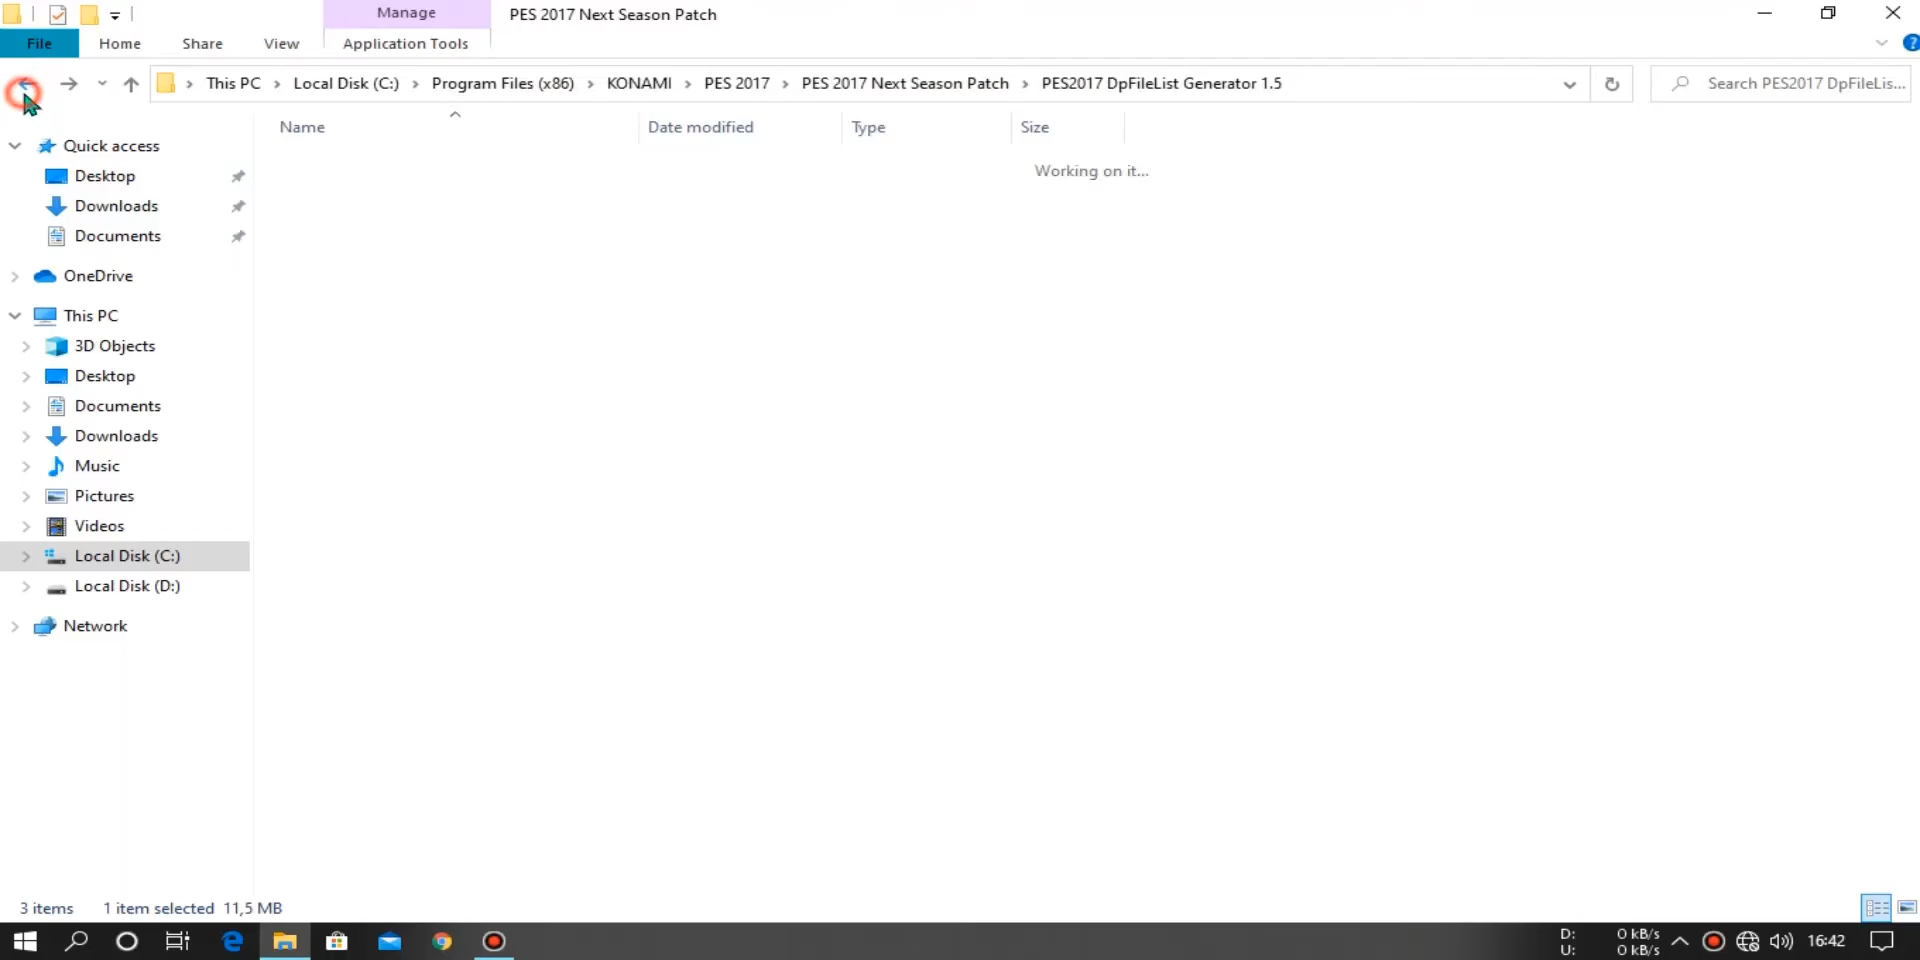 Manage
PES 2017 Next Season Patch
File
Home
Share
View
Application Tools
This PC
Local Disk (C:)
Program Files (x86)
KONAMI
PES 2017
PES 2017 Next Season Patch
PES2017 DpFileList Generator 1.5
Search PES2017 DpFileLis...
Name
Date modified
Type
Size
Working on it...
Quick access
Desktop
Downloads
Documents
OneDrive
This PC
3D Objects
Desktop
Documents
Downloads
Music
Pictures
Videos
Local Disk (C:)
Local Disk (D:)
Network
3 items
1 item selected 11,5 MB
D: 0 kB/s
U: 0 kB/s
16:42